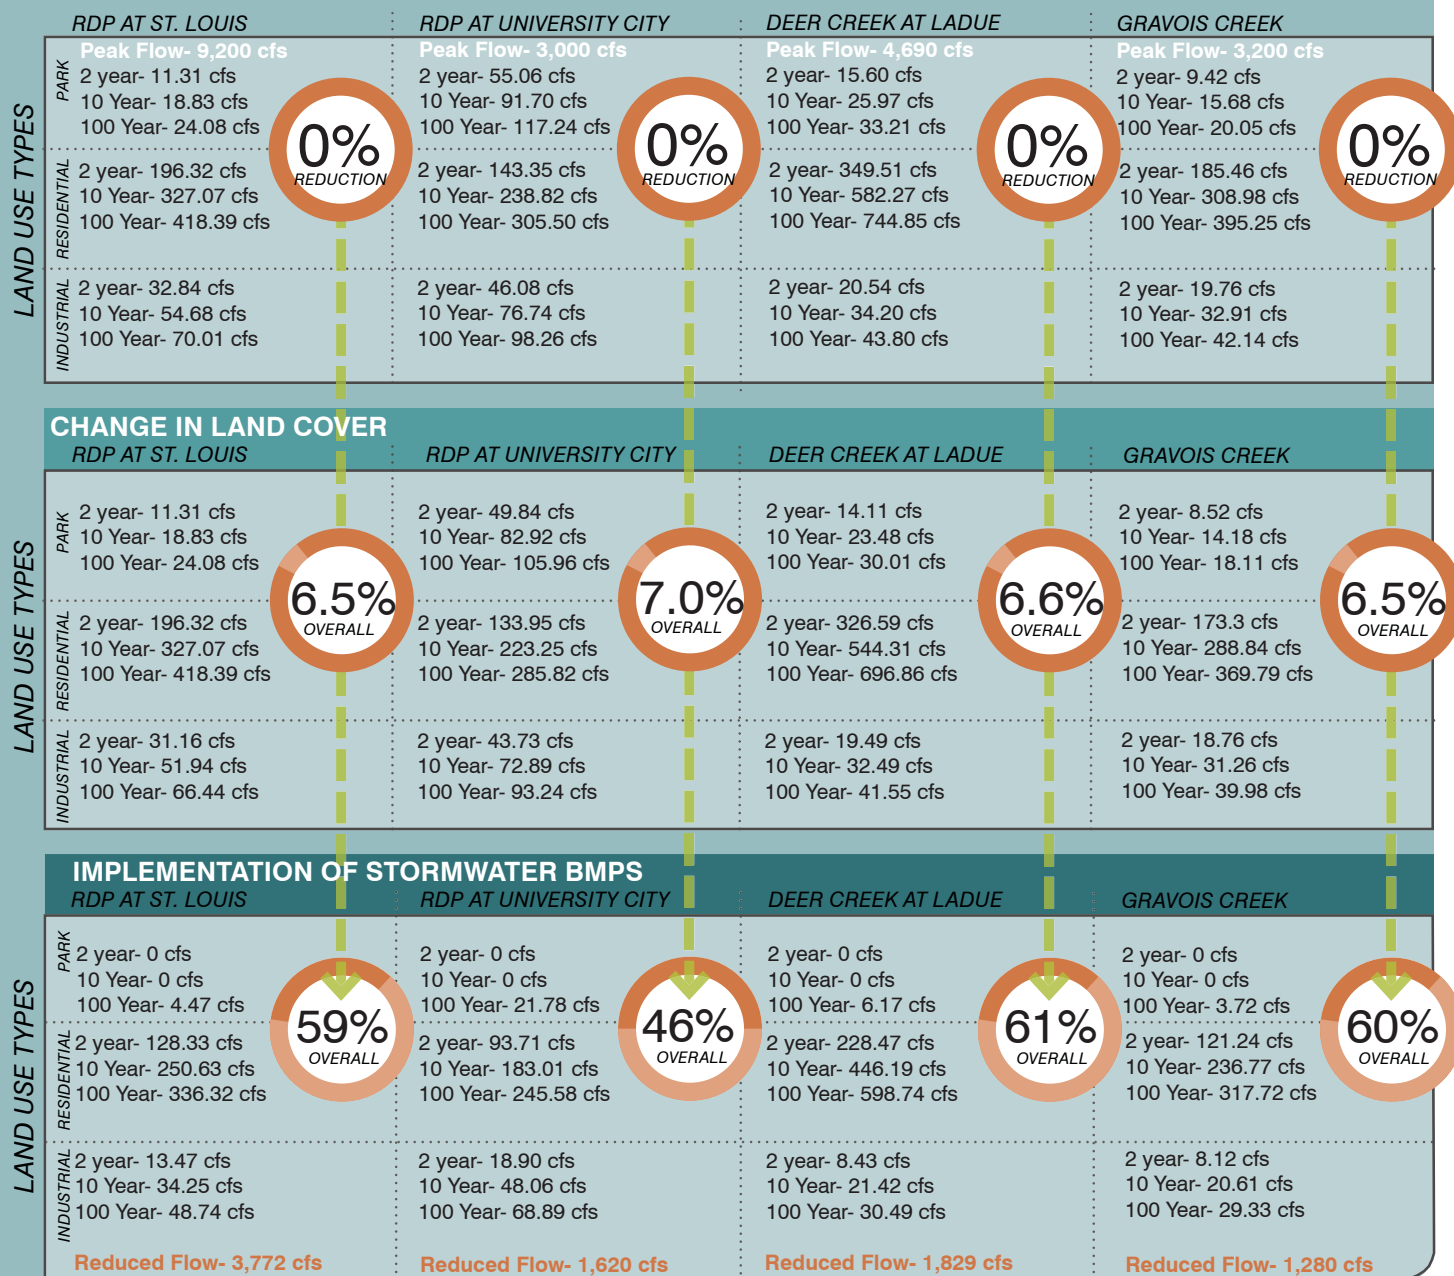 RDP AT ST. LOUIS
RDP AT UNIVERSITY CITY
DEER CREEK AT LADUE
GRAVOIS CREEK
LAND USE TYPES
PARK
Peak Flow- 9,200 cfs
2 year- 11.31 cfs
10 Year- 18.83 cfs
100 Year- 24.08 cfs
Peak Flow- 3,000 cfs
2 year- 55.06 cfs
10 Year- 91.70 cfs
100 Year- 117.24 cfs
Peak Flow- 4,690 cfs
2 year- 15.60 cfs
10 Year- 25.97 cfs
100 Year- 33.21 cfs
Peak Flow- 3,200 cfs
2 year- 9.42 cfs
10 Year- 15.68 cfs
100 Year- 20.05 cfs
0%
REDUCTION
0%
REDUCTION
0%
REDUCTION
0%
REDUCTION
RESIDENTIAL
2 year- 196.32 cfs
10 Year- 327.07 cfs
100 Year- 418.39 cfs
2 year- 143.35 cfs
10 Year- 238.82 cfs
100 Year- 305.50 cfs
2 year- 349.51 cfs
10 Year- 582.27 cfs
100 Year- 744.85 cfs
2 year- 185.46 cfs
10 Year- 308.98 cfs
100 Year- 395.25 cfs
INDUSTRIAL
2 year- 32.84 cfs
10 Year- 54.68 cfs
100 Year- 70.01 cfs
2 year- 46.08 cfs
10 Year- 76.74 cfs
100 Year- 98.26 cfs
2 year- 20.54 cfs
10 Year- 34.20 cfs
100 Year- 43.80 cfs
2 year- 19.76 cfs
10 Year- 32.91 cfs
100 Year- 42.14 cfs
CHANGE IN LAND COVER
RDP AT ST. LOUIS
RDP AT UNIVERSITY CITY
DEER CREEK AT LADUE
GRAVOIS CREEK
LAND USE TYPES
PARK
2 year- 11.31 cfs
10 Year- 18.83 cfs
100 Year- 24.08 cfs
2 year- 49.84 cfs
10 Year- 82.92 cfs
100 Year- 105.96 cfs
2 year- 14.11 cfs
10 Year- 23.48 cfs
100 Year- 30.01 cfs
2 year- 8.52 cfs
10 Year- 14.18 cfs
100 Year- 18.11 cfs
6.5%
OVERALL
7.0%
OVERALL
6.6%
OVERALL
6.5%
OVERALL
RESIDENTIAL
2 year- 196.32 cfs
10 Year- 327.07 cfs
100 Year- 418.39 cfs
2 year- 133.95 cfs
10 Year- 223.25 cfs
100 Year- 285.82 cfs
2 year- 326.59 cfs
10 Year- 544.31 cfs
100 Year- 696.86 cfs
2 year- 173.3 cfs
10 Year- 288.84 cfs
100 Year- 369.79 cfs
INDUSTRIAL
2 year- 31.16 cfs
10 Year- 51.94 cfs
100 Year- 66.44 cfs
2 year- 43.73 cfs
10 Year- 72.89 cfs
100 Year- 93.24 cfs
2 year- 19.49 cfs
10 Year- 32.49 cfs
100 Year- 41.55 cfs
2 year- 18.76 cfs
10 Year- 31.26 cfs
100 Year- 39.98 cfs
IMPLEMENTATION OF STORMWATER BMPS
RDP AT ST. LOUIS
RDP AT UNIVERSITY CITY
DEER CREEK AT LADUE
GRAVOIS CREEK
LAND USE TYPES
PARK
2 year- 0 cfs
10 Year- 0 cfs
100 Year- 4.47 cfs
2 year- 0 cfs
10 Year- 0 cfs
100 Year- 21.78 cfs
2 year- 0 cfs
10 Year- 0 cfs
100 Year- 6.17 cfs
2 year- 0 cfs
10 Year- 0 cfs
100 Year- 3.72 cfs
59%
OVERALL
46%
OVERALL
61%
OVERALL
60%
OVERALL
RESIDENTIAL
2 year- 128.33 cfs
10 Year- 250.63 cfs
100 Year- 336.32 cfs
2 year- 93.71 cfs
10 Year- 183.01 cfs
100 Year- 245.58 cfs
2 year- 228.47 cfs
10 Year- 446.19 cfs
100 Year- 598.74 cfs
2 year- 121.24 cfs
10 Year- 236.77 cfs
100 Year- 317.72 cfs
INDUSTRIAL
2 year- 13.47 cfs
10 Year- 34.25 cfs
100 Year- 48.74 cfs
2 year- 18.90 cfs
10 Year- 48.06 cfs
100 Year- 68.89 cfs
2 year- 8.43 cfs
10 Year- 21.42 cfs
100 Year- 30.49 cfs
2 year- 8.12 cfs
10 Year- 20.61 cfs
100 Year- 29.33 cfs
Reduced Flow- 3,772 cfs
Reduced Flow- 1,620 cfs
Reduced Flow- 1,829 cfs
Reduced Flow- 1,280 cfs